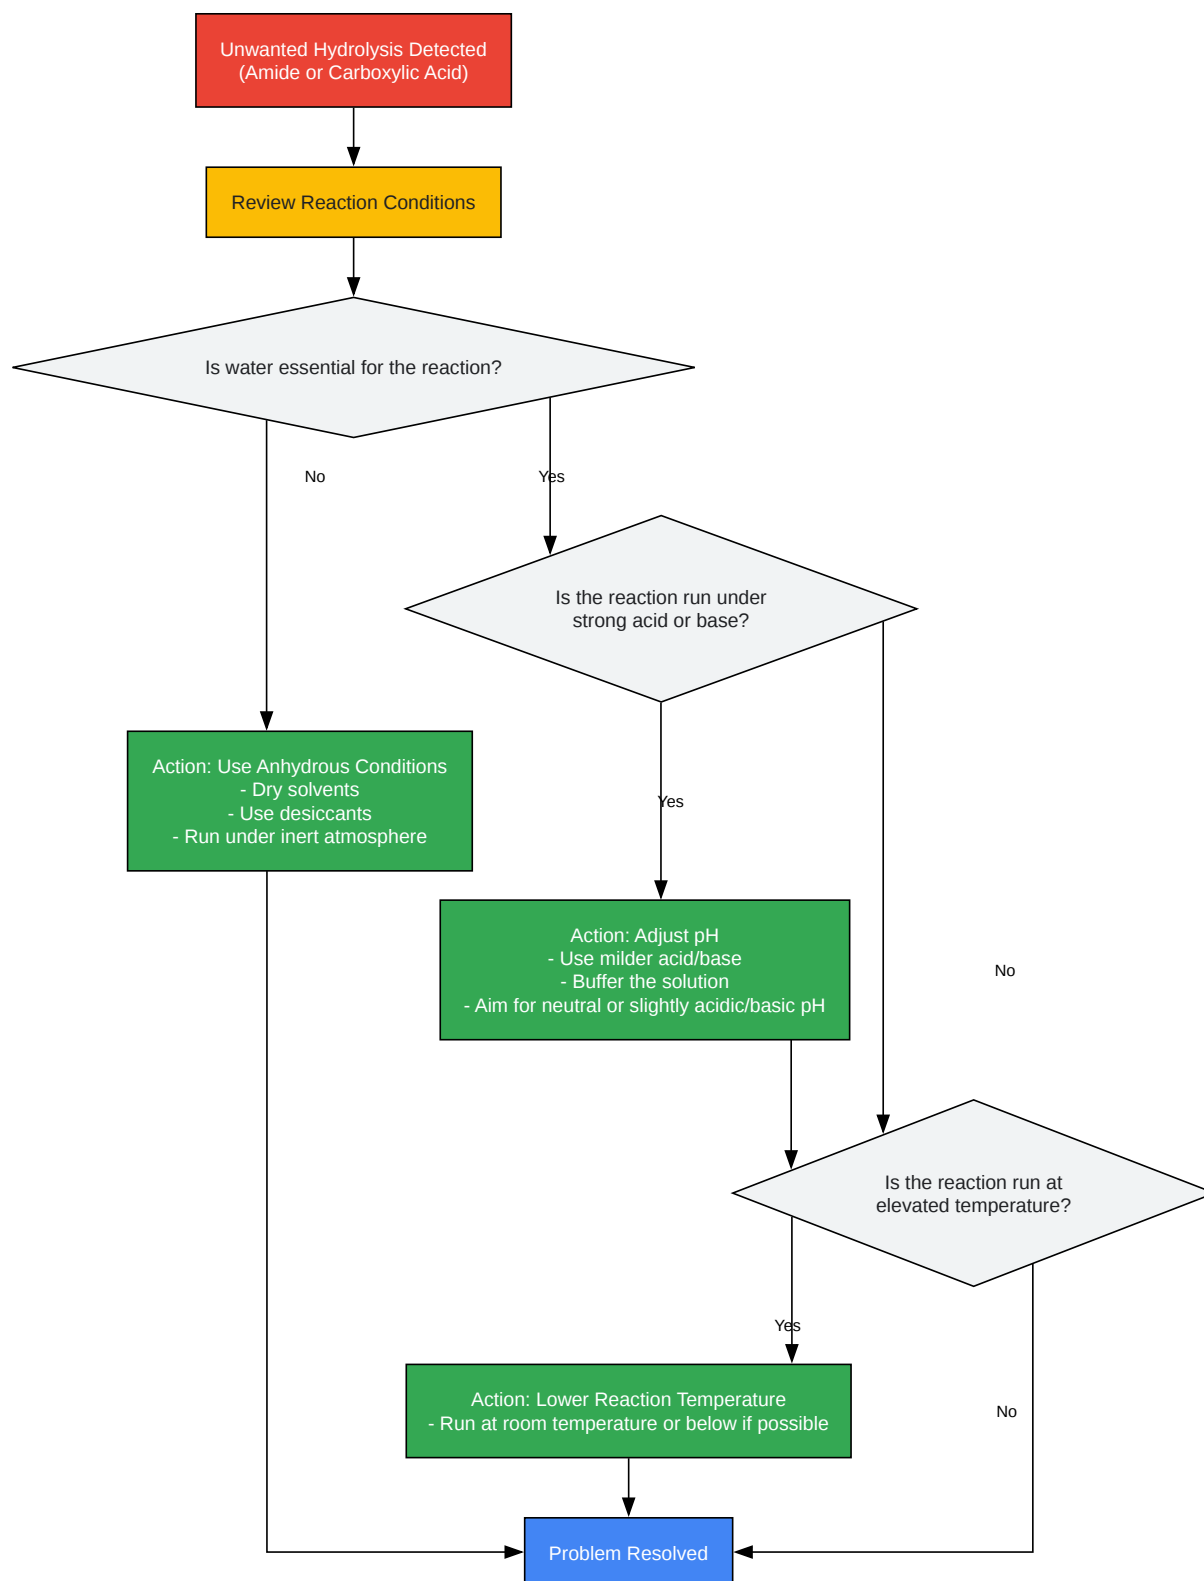 Unwanted Hydrolysis Detected
(Amide or Carboxylic Acid)
Review Reaction Conditions
Is water essential for the reaction?
No
Yes
Is the reaction run under
strong acid or base?
Action: Use Anhydrous Conditions
- Dry solvents
- Use desiccants
- Run under inert atmosphere
Yes
Action: Adjust pH
- Use milder acid/base
- Buffer the solution
- Aim for neutral or slightly acidic/basic pH
No
Is the reaction run at
elevated temperature?
Yes
Action: Lower Reaction Temperature
- Run at room temperature or below if possible
No
Problem Resolved